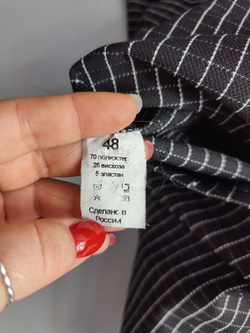 48
70 полиэстер
25 вискоза
5 эластан
Сделано в
России